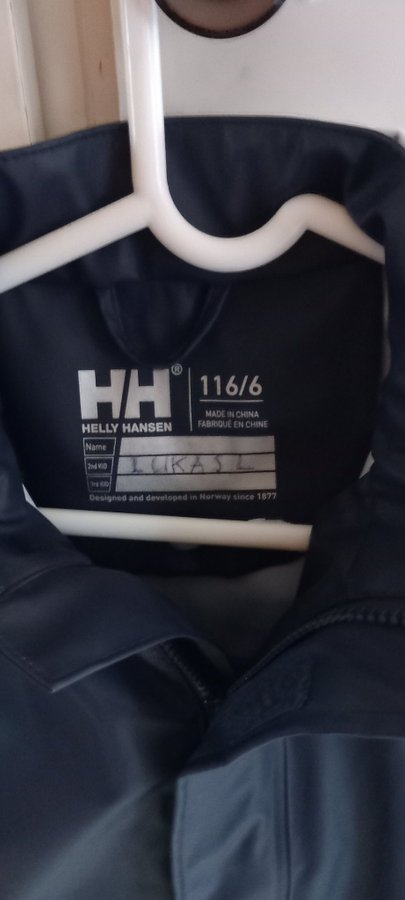 HH®
116/6
MADE IN CHINA
FABRIQUÉ EN CHINE
HELLY HANSEN
Name
2nd KID
LUKAS L
3rd KID
Designed and developed in Norway since 1877